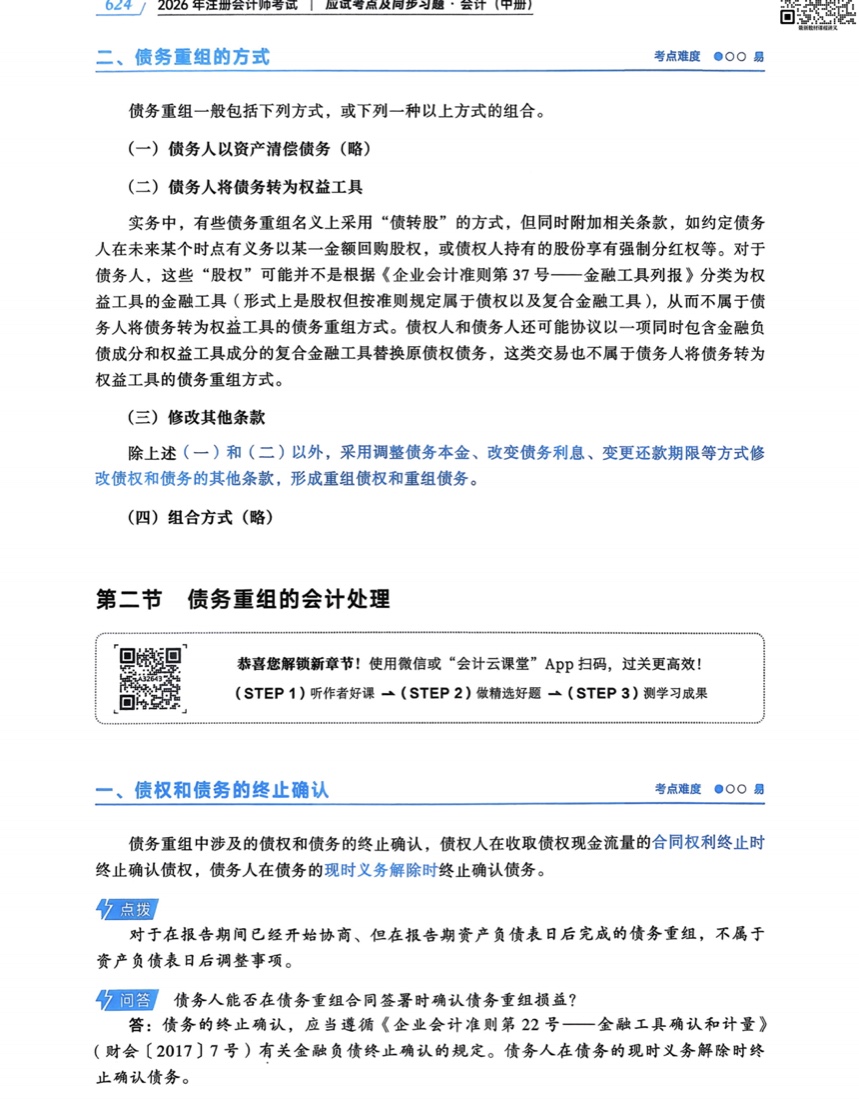 624 2026年注册会计师考试 | 应试考点及同步习题·会计（中册）
二、债务重组的方式
考点难度 ●○○ 易
债务重组一般包括下列方式，或下列一种以上方式的组合。
（一）债务人以资产清偿债务（略）
（二）债务人将债务转为权益工具
实务中，有些债务重组名义上采用“债转股”的方式，但同时附加相关条款，如约定债务
人在未来某个时点有义务以某一金额回购股权，或债权人持有的股份享有强制分红权等。对于
债务人，这些“股权”可能并不是根据《企业会计准则第 37 号——金融工具列报》分类为权
益工具的金融工具（形式上是股权但按准则规定属于债权以及复合金融工具），从而不属于债
务人将债务转为权益工具的债务重组方式。债权人和债务人还可能协议以一项同时包含金融负
债成分和权益工具成分的复合金融工具替换原债权债务，这类交易也不属于债务人将债务转为
权益工具的债务重组方式。
（三）修改其他条款
除上述（一）和（二）以外，采用调整债务本金、改变债务利息、变更还款期限等方式修
改债权和债务的其他条款，形成重组债权和重组债务。
（四）组合方式（略）
第二节 债务重组的会计处理
恭喜您解锁新章节！使用微信或“会计云课堂”App 扫码，过关更高效！
（STEP 1）听作者好课 ⇀（STEP 2）做精选好题 ⇀（STEP 3）测学习成果
一、债权和债务的终止确认
考点难度 ●○○ 易
债务重组中涉及的债权和债务的终止确认，债权人在收取债权现金流量的合同权利终止时
终止确认债权，债务人在债务的现时义务解除时终止确认债务。
点拨
对于在报告期间已经开始协商、但在报告期资产负债表日后完成的债务重组，不属于
资产负债表日后调整事项。
问答 债务人能否在债务重组合同签署时确认债务重组损益？
答：债务的终止确认，应当遵循《企业会计准则第 22 号——金融工具确认和计量》
（财会〔2017〕7 号）有关金融负债终止确认的规定。债务人在债务的现时义务解除时终
止确认债务。